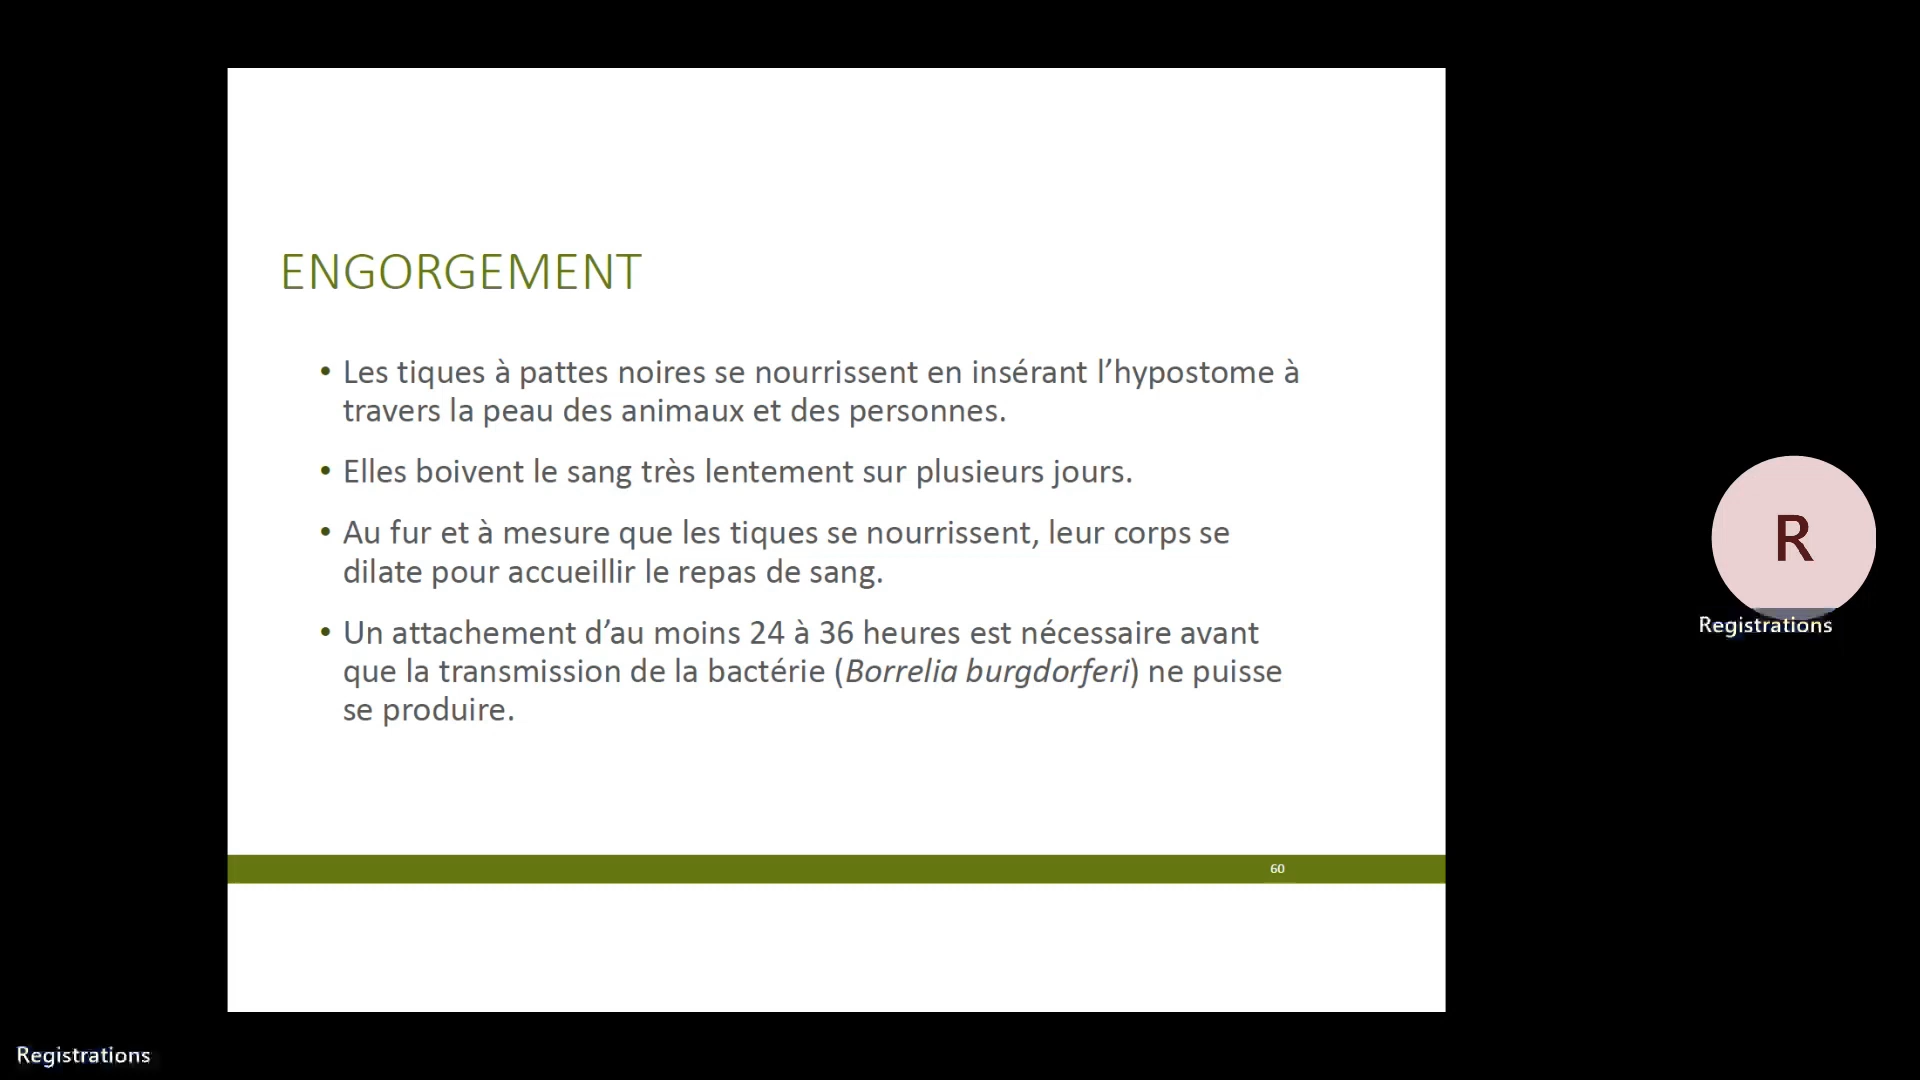 ENGORGEMENT
• Les tiques à pattes noires se nourrissent en insérant l’hypostome à
travers la peau des animaux et des personnes.
• Elles boivent le sang très lentement sur plusieurs jours.
• Au fur et à mesure que les tiques se nourrissent, leur corps se
dilate pour accueillir le repas de sang.
• Un attachement d’au moins 24 à 36 heures est nécessaire avant
que la transmission de la bactérie (Borrelia burgdorferi) ne puisse
se produire.
60
R
Registrations
Registrations